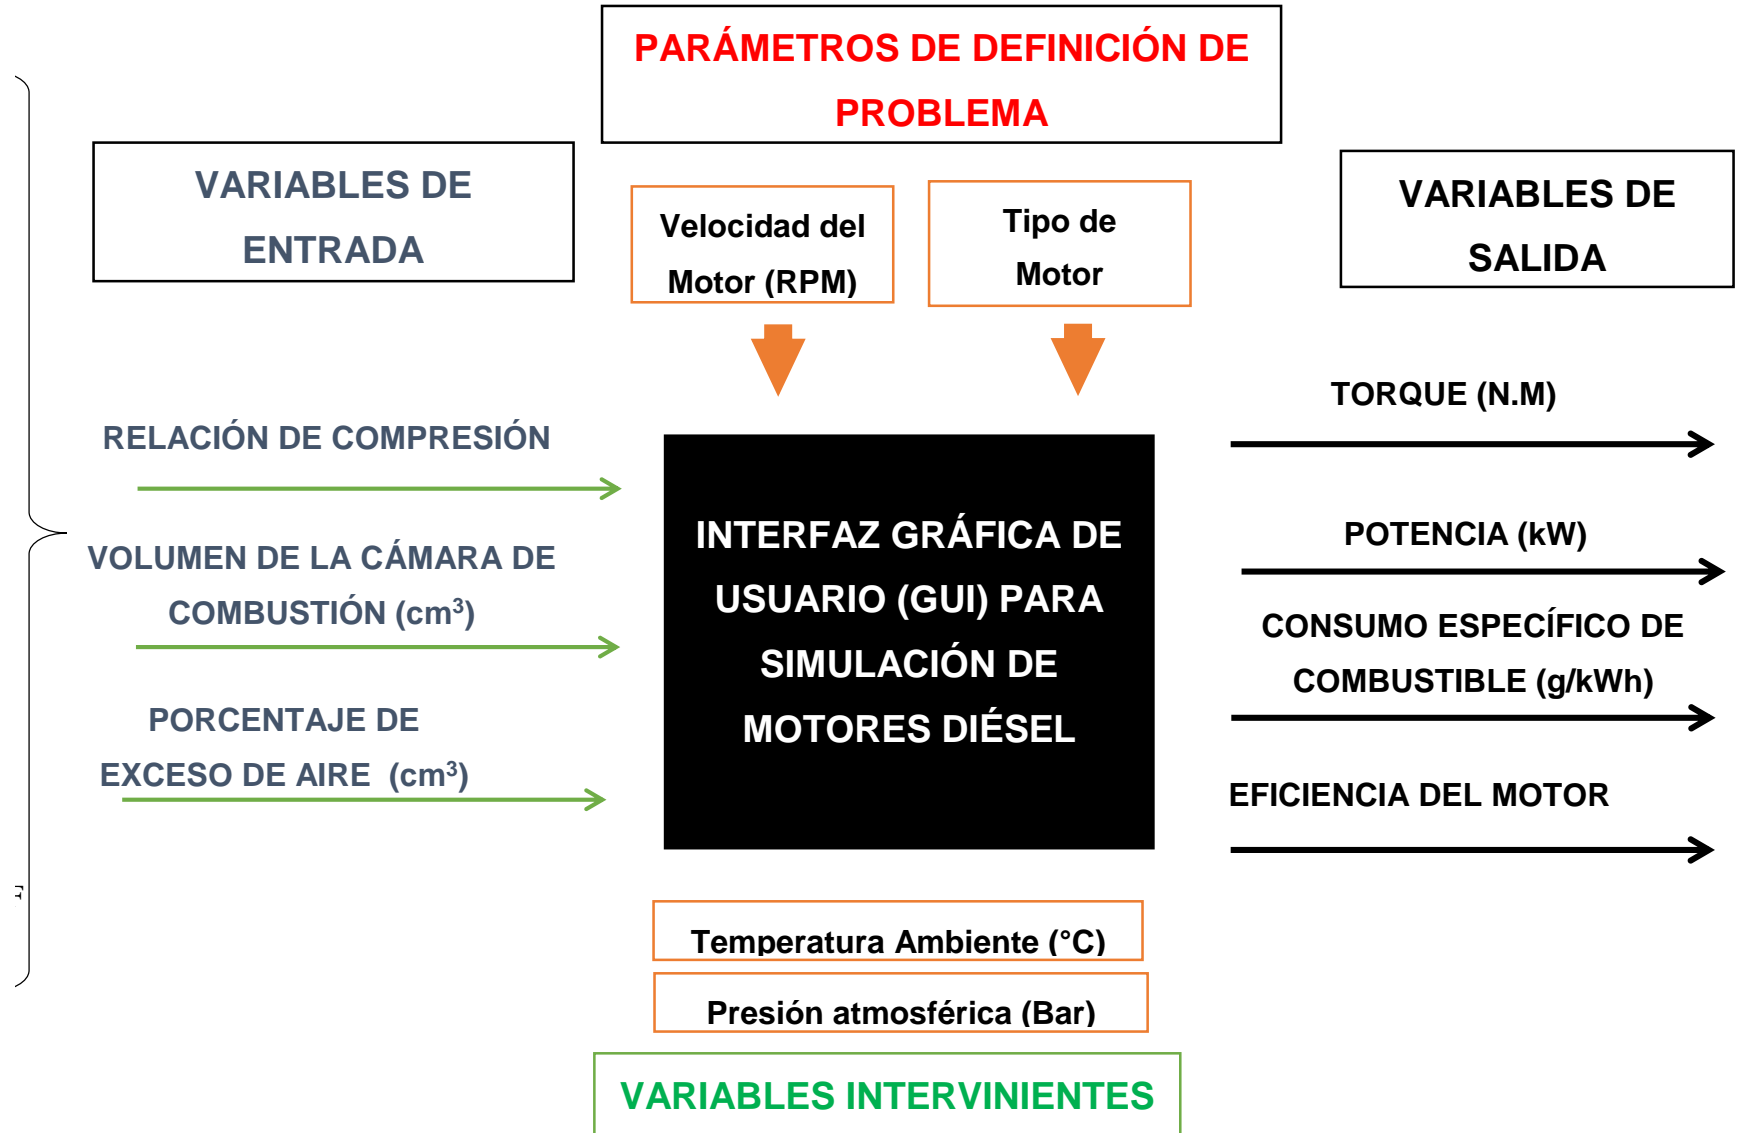 PARÁMETROS DE DEFINICIÓN DE
PROBLEMA
VARIABLES DE
ENTRADA
Velocidad del
Motor (RPM)
Tipo de
Motor
VARIABLES DE
SALIDA
RELACIÓN DE COMPRESIÓN
VOLUMEN DE LA CÁMARA DE
COMBUSTIÓN (cm³)
PORCENTAJE DE
EXCESO DE AIRE (cm³)
INTERFAZ GRÁFICA DE
USUARIO (GUI) PARA
SIMULACIÓN DE
MOTORES DIÉSEL
TORQUE (N.M)
POTENCIA (kW)
CONSUMO ESPECÍFICO DE
COMBUSTIBLE (g/kWh)
EFICIENCIA DEL MOTOR
Temperatura Ambiente (°C)
Presión atmosférica (Bar)
VARIABLES INTERVINIENTES